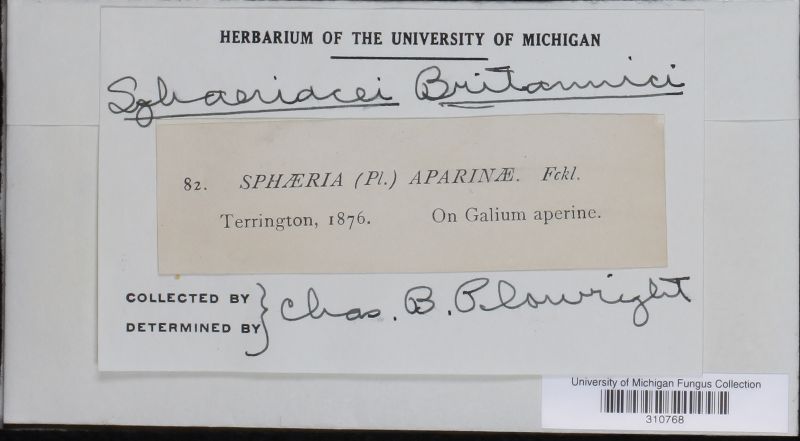 HERBARIUM OF THE UNIVERSITY OF MICHIGAN
Sphaeriacei Britannici
82. SPHÆRIA (Pl.) APARINÆ. Fckl.
Terrington, 1876. On Galium aperine.
COLLECTED BY
DETERMINED BY } Chas. B. Plowright
University of Michigan Fungus Collection
310768